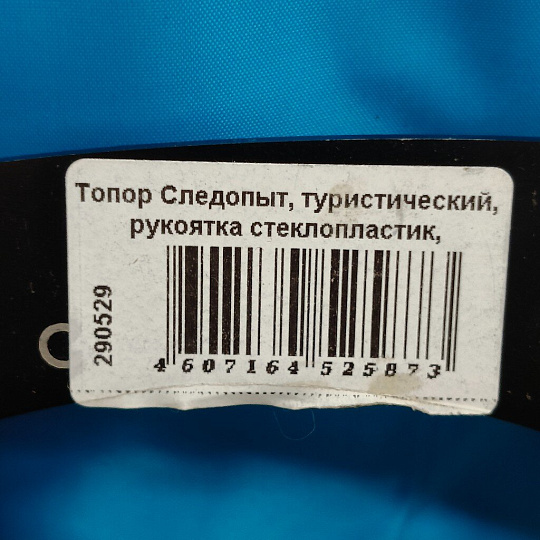 Топор Следопыт, туристический,
рукоятка стеклопластик,
290529
4 607164 525873